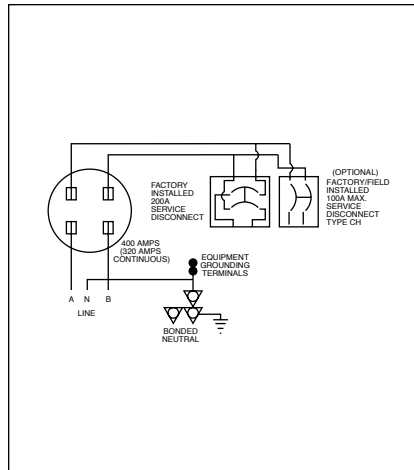 FACTORY
INSTALLED
200A
SERVICE
DISCONNECT
(OPTIONAL)
FACTORY/FIELD
INSTALLED
100A MAX.
SERVICE
DISCONNECT
TYPE CH
400 AMPS
(320 AMPS
CONTINUOUS)
EQUIPMENT
GROUNDING
TERMINALS
A N B
LINE
BONDED
NEUTRAL